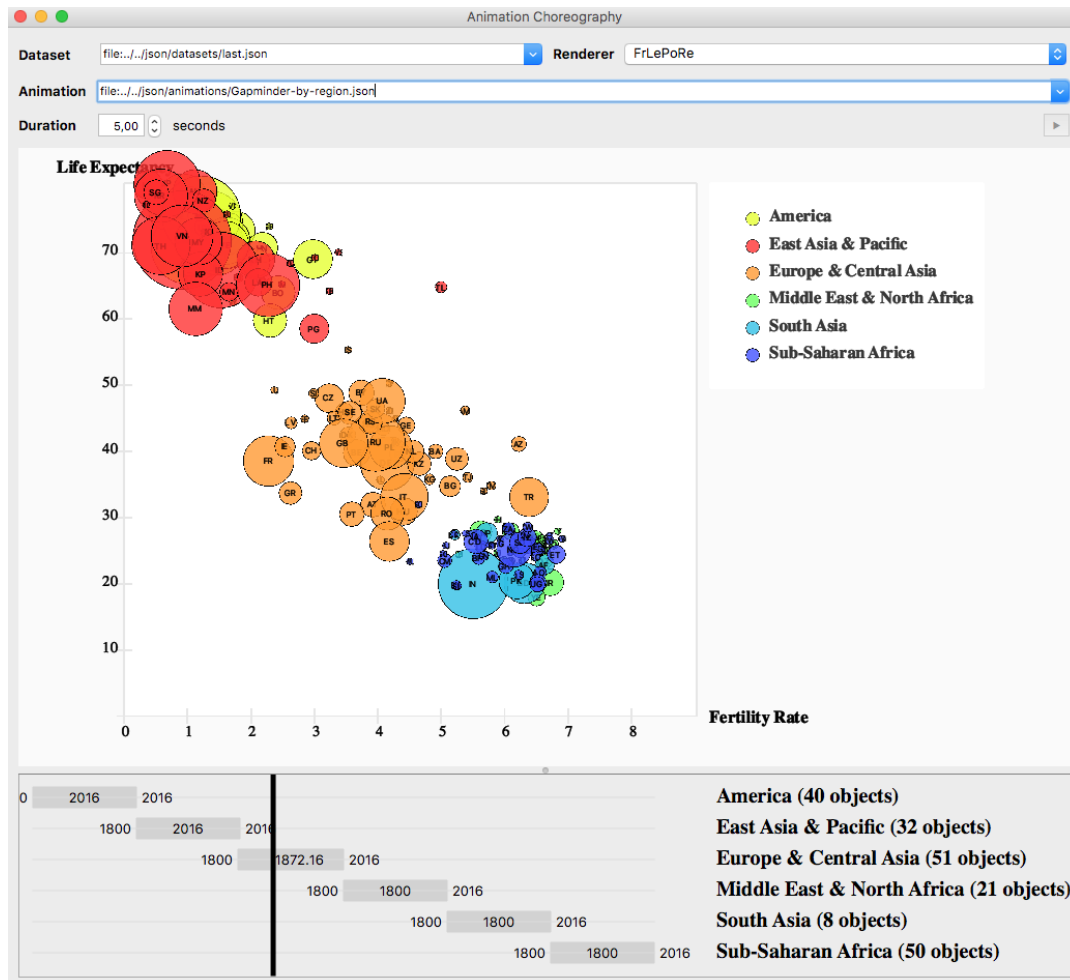 Animation Choreography
Dataset file:../../json/datasets/last.json Renderer FrLePoRe
Animation file:../../json/animations/Gapminder-by-region.json
Duration 5,00 seconds
Life Expectancy
America
East Asia & Pacific
Europe & Central Asia
Middle East & North Africa
South Asia
Sub-Saharan Africa
SG
NZ
VN
70
KP
MN
PH
MM
HT
60
PG
50
CZ
UA
SE
GE
LV
40
IE
CH
GB
RU
BA
AZ
FR
KZ
UZ
KG
GR
BG
IT
TR
30
PT
RO
ES
CD
ET
20
IN
PK
UG
10
0 1 2 3 4 5 6 7 8
Fertility Rate
0 2016 2016 America (40 objects)
1800 2016 2016 East Asia & Pacific (32 objects)
1800 1872.16 2016 Europe & Central Asia (51 objects)
1800 1800 2016 Middle East & North Africa (21 objects)
1800 1800 2016 South Asia (8 objects)
1800 1800 2016 Sub-Saharan Africa (50 objects)